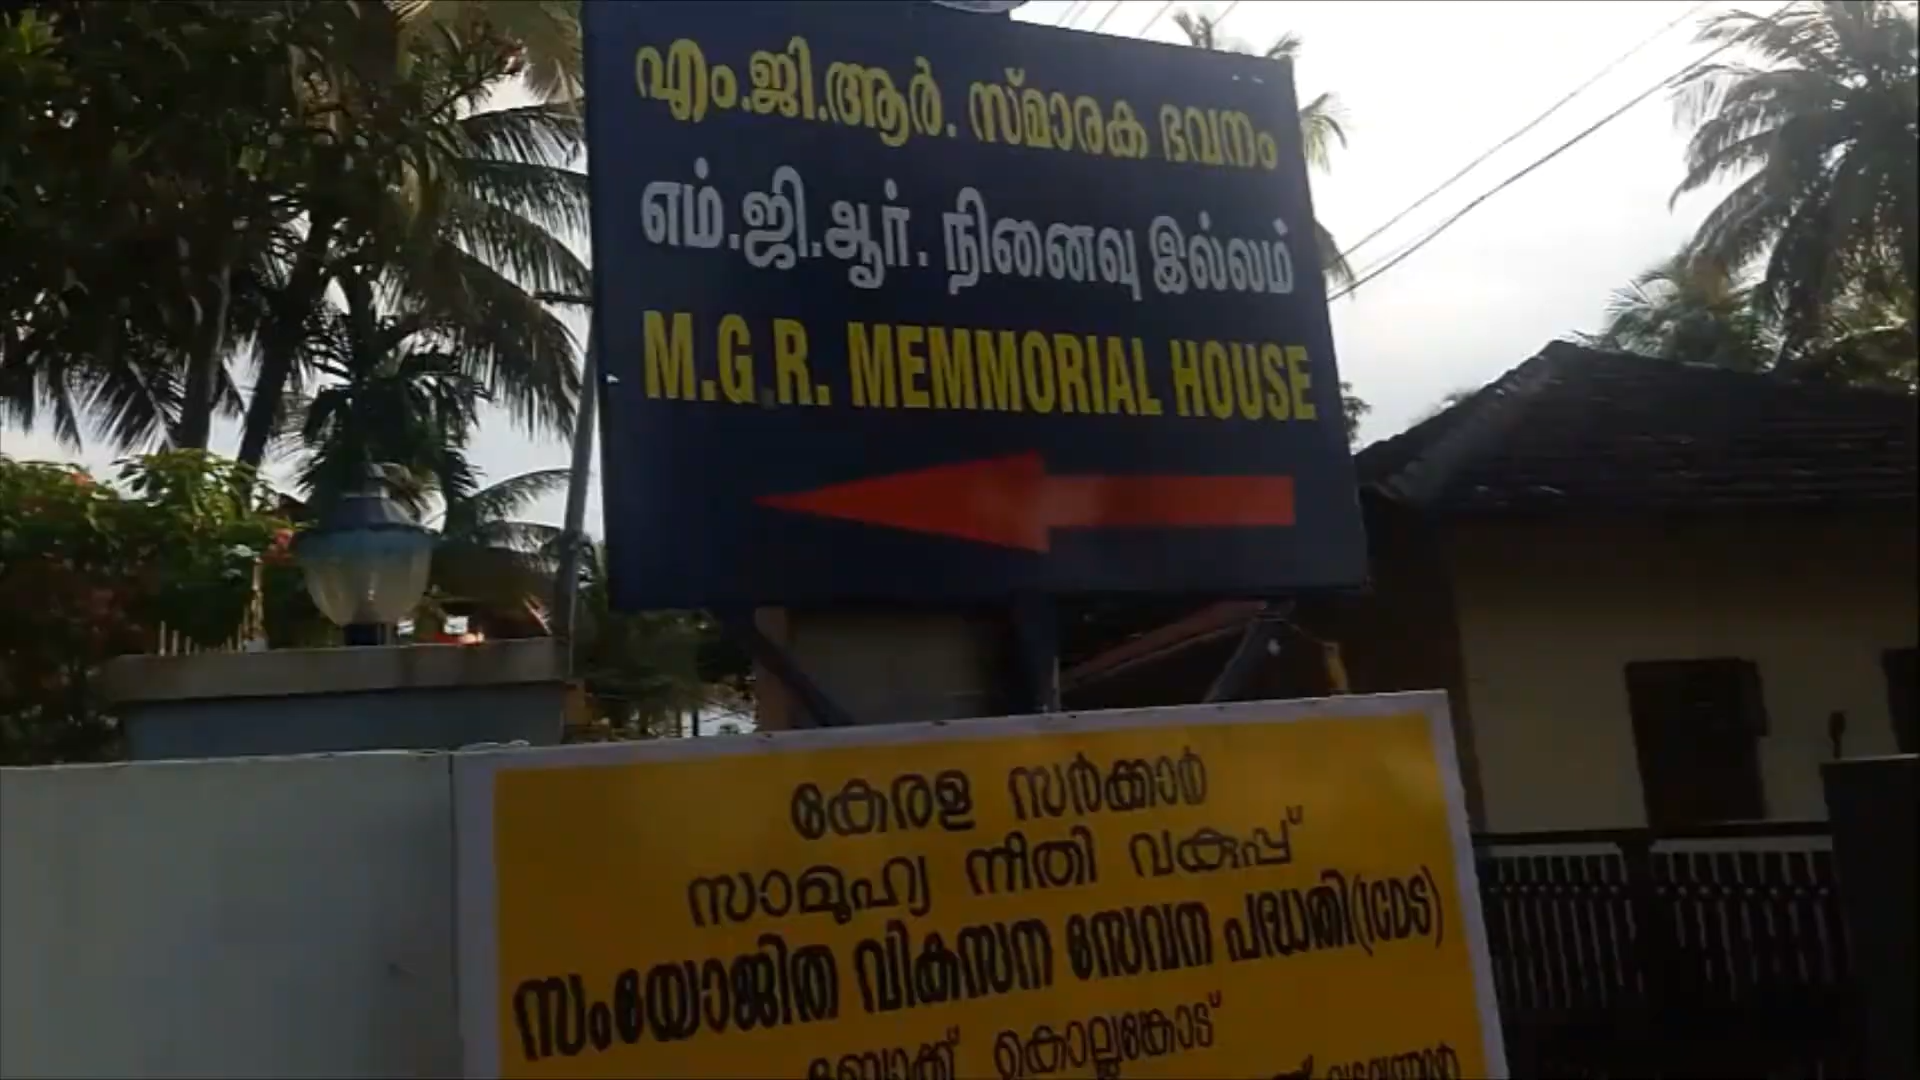 എം.ജി.ആർ. സ്മാരക ഭവനം
எம்.ஜி.ஆர். நினைவு இல்லம்
M.G.R. MEMMORIAL HOUSE
കേരള സർക്കാർ
സാമൂഹ്യ നീതി വകുപ്പ്
സംയോജിത വികസന സേവന പദ്ധതി(ICDS)
ബ്ലോക്ക് കൊല്ലങ്കോട്